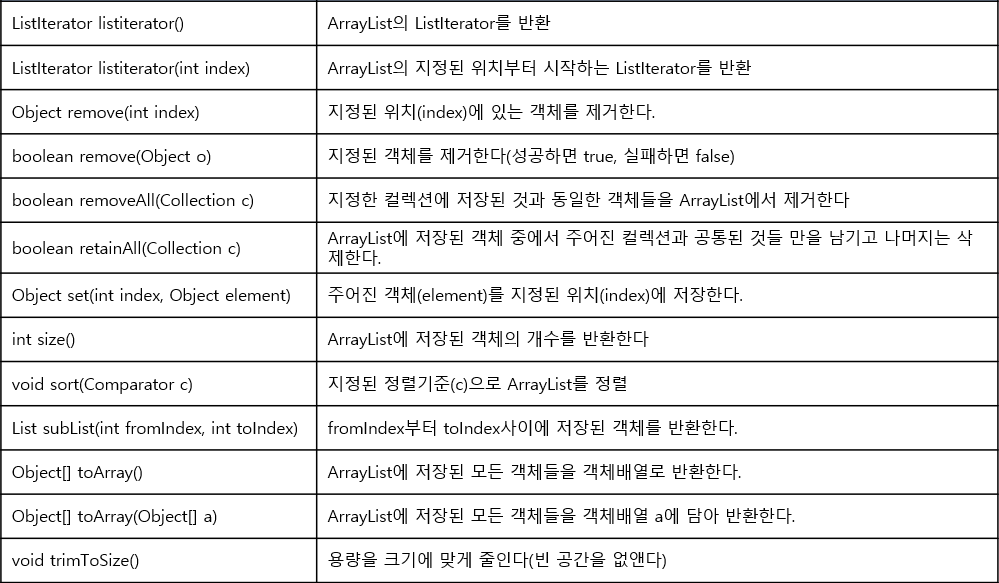 ListIterator listiterator()
ArrayList의 ListIterator를 반환
ListIterator listiterator(int index)
ArrayList의 지정된 위치부터 시작하는 ListIterator를 반환
Object remove(int index)
지정된 위치(index)에 있는 객체를 제거한다.
boolean remove(Object o)
지정된 객체를 제거한다(성공하면 true, 실패하면 false)
boolean removeAll(Collection c)
지정한 컬렉션에 저장된 것과 동일한 객체들을 ArrayList에서 제거한다
boolean retainAll(Collection c)
ArrayList에 저장된 객체 중에서 주어진 컬렉션과 공통된 것들 만을 남기고 나머지는 삭
제한다.
Object set(int index, Object element)
주어진 객체(element)를 지정된 위치(index)에 저장한다.
int size()
ArrayList에 저장된 객체의 개수를 반환한다
void sort(Comparator c)
지정된 정렬기준(c)으로 ArrayList를 정렬
List subList(int fromIndex, int toIndex)
fromIndex부터 toIndex사이에 저장된 객체를 반환한다.
Object[] toArray()
ArrayList에 저장된 모든 객체들을 객체배열로 반환한다.
Object[] toArray(Object[] a)
ArrayList에 저장된 모든 객체들을 객체배열 a에 담아 반환한다.
void trimToSize()
용량을 크기에 맞게 줄인다(빈 공간을 없앤다)